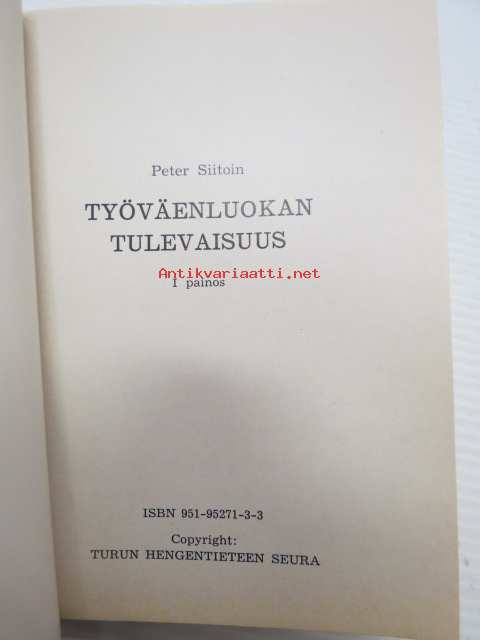 Peter Siitoin
TYÖVÄENLUOKAN
TULEVAISUUS
Antikvariaatti.net
I painos
ISBN 951-95271-3-3
Copyright:
TURUN HENGENTIETEEN SEURA